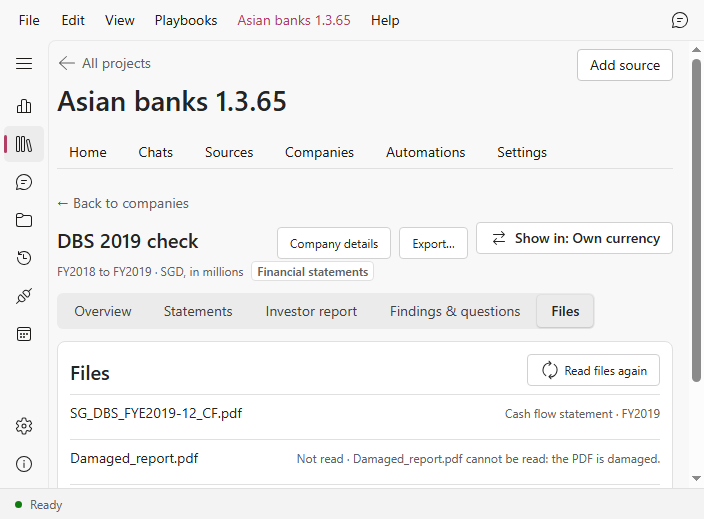 File Edit View Playbooks Asian banks 1.3.65 Help
← All projects
Add source
Asian banks 1.3.65
Home Chats Sources Companies Automations Settings
← Back to companies
DBS 2019 check
Company details
Export...
Show in: Own currency
FY2018 to FY2019 · SGD, in millions Financial statements
Overview Statements Investor report Findings & questions Files
Files
Read files again
SG_DBS_FYE2019-12_CF.pdf Cash flow statement · FY2019
Damaged_report.pdf Not read · Damaged_report.pdf cannot be read: the PDF is damaged.
Ready